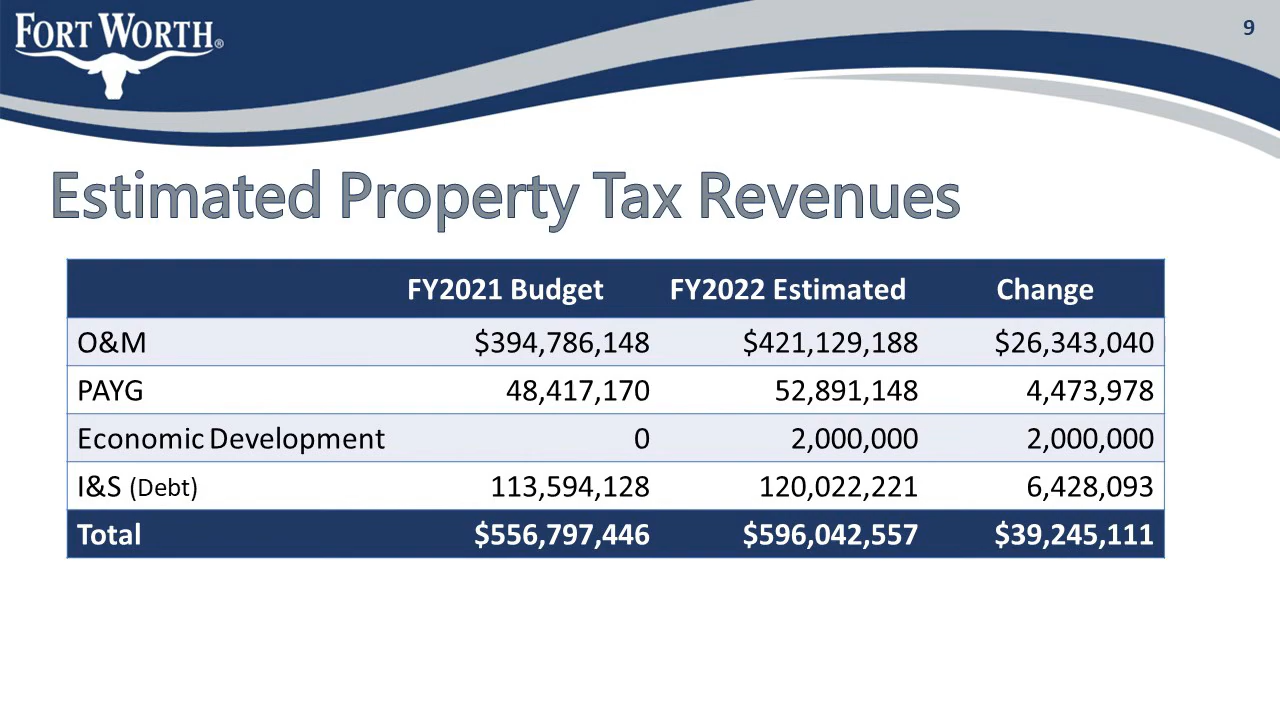 FORT WORTH®
9
Estimated Property Tax Revenues
FY2021 Budget FY2022 Estimated Change
O&M $394,786,148 $421,129,188 $26,343,040
PAYG 48,417,170 52,891,148 4,473,978
Economic Development 0 2,000,000 2,000,000
I&S (Debt) 113,594,128 120,022,221 6,428,093
Total $556,797,446 $596,042,557 $39,245,111